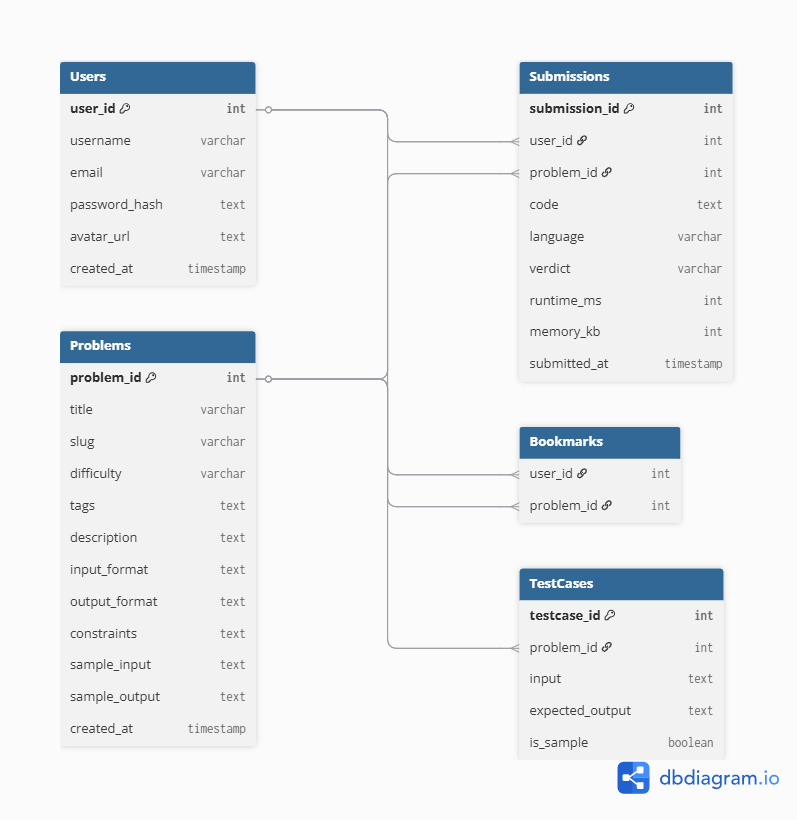 Users
user_id int
username varchar
email varchar
password_hash text
avatar_url text
created_at timestamp
Problems
problem_id int
title varchar
slug varchar
difficulty varchar
tags text
description text
input_format text
output_format text
constraints text
sample_input text
sample_output text
created_at timestamp
Submissions
submission_id int
user_id int
problem_id int
code text
language varchar
verdict varchar
runtime_ms int
memory_kb int
submitted_at timestamp
Bookmarks
user_id int
problem_id int
TestCases
testcase_id int
problem_id int
input text
expected_output text
is_sample boolean
dbdiagram.io